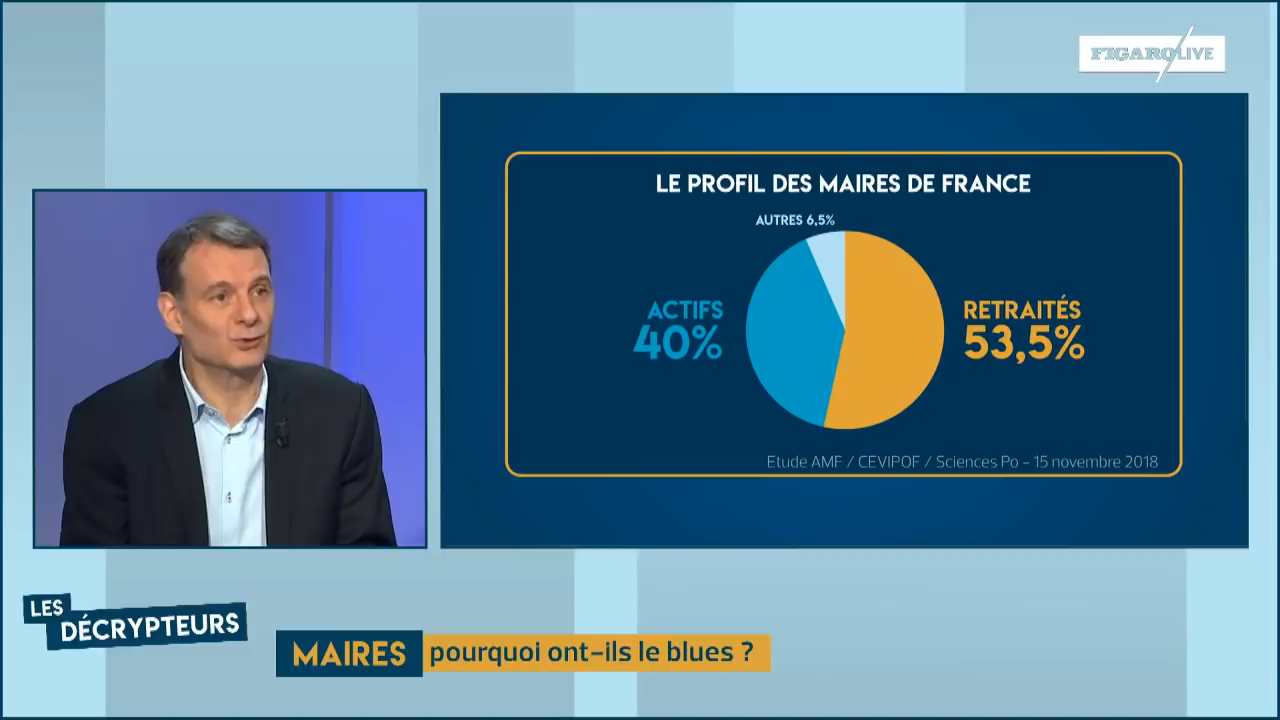 FIGARO LIVE
LE PROFIL DES MAIRES DE FRANCE
AUTRES 6,5%
ACTIFS
40%
RETRAITÉS
53,5%
Etude AMF / CEVIPOF / Sciences Po - 15 novembre 2018
LES
DÉCRYPTEURS
MAIRES pourquoi ont-ils le blues ?